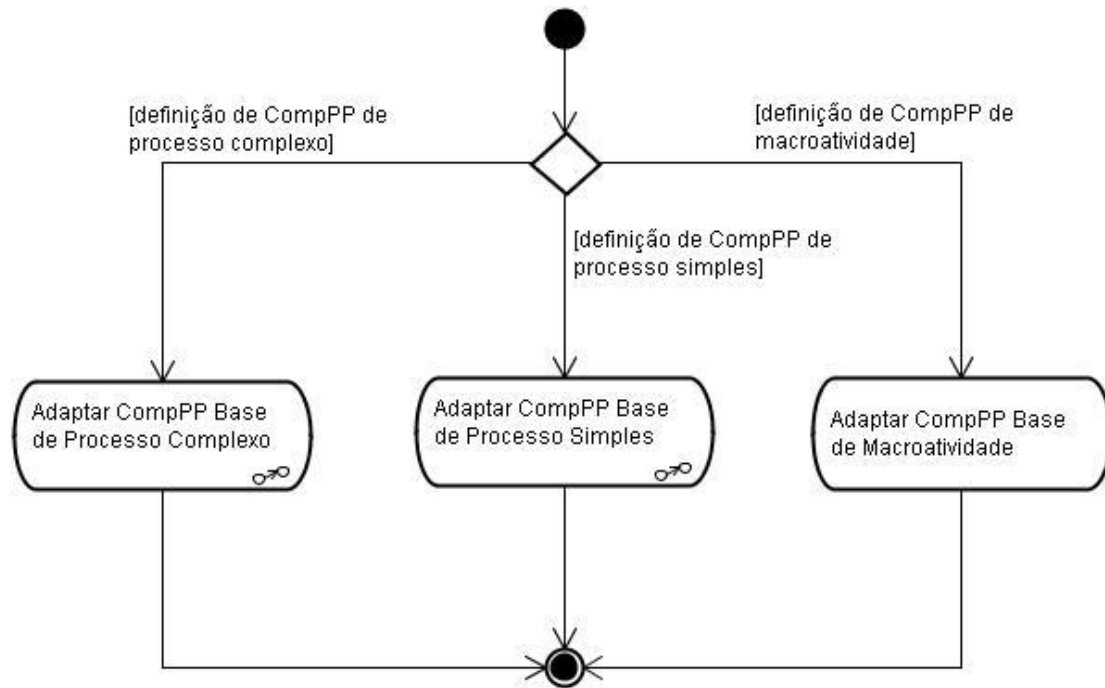 [definição de CompPP de
processo complexo]
[definição de CompPP de
macroatividade]
[definição de CompPP de
processo simples]
Adaptar CompPP Base
de Processo Complexo
Adaptar CompPP Base
de Processo Simples
Adaptar CompPP Base
de Macroatividade